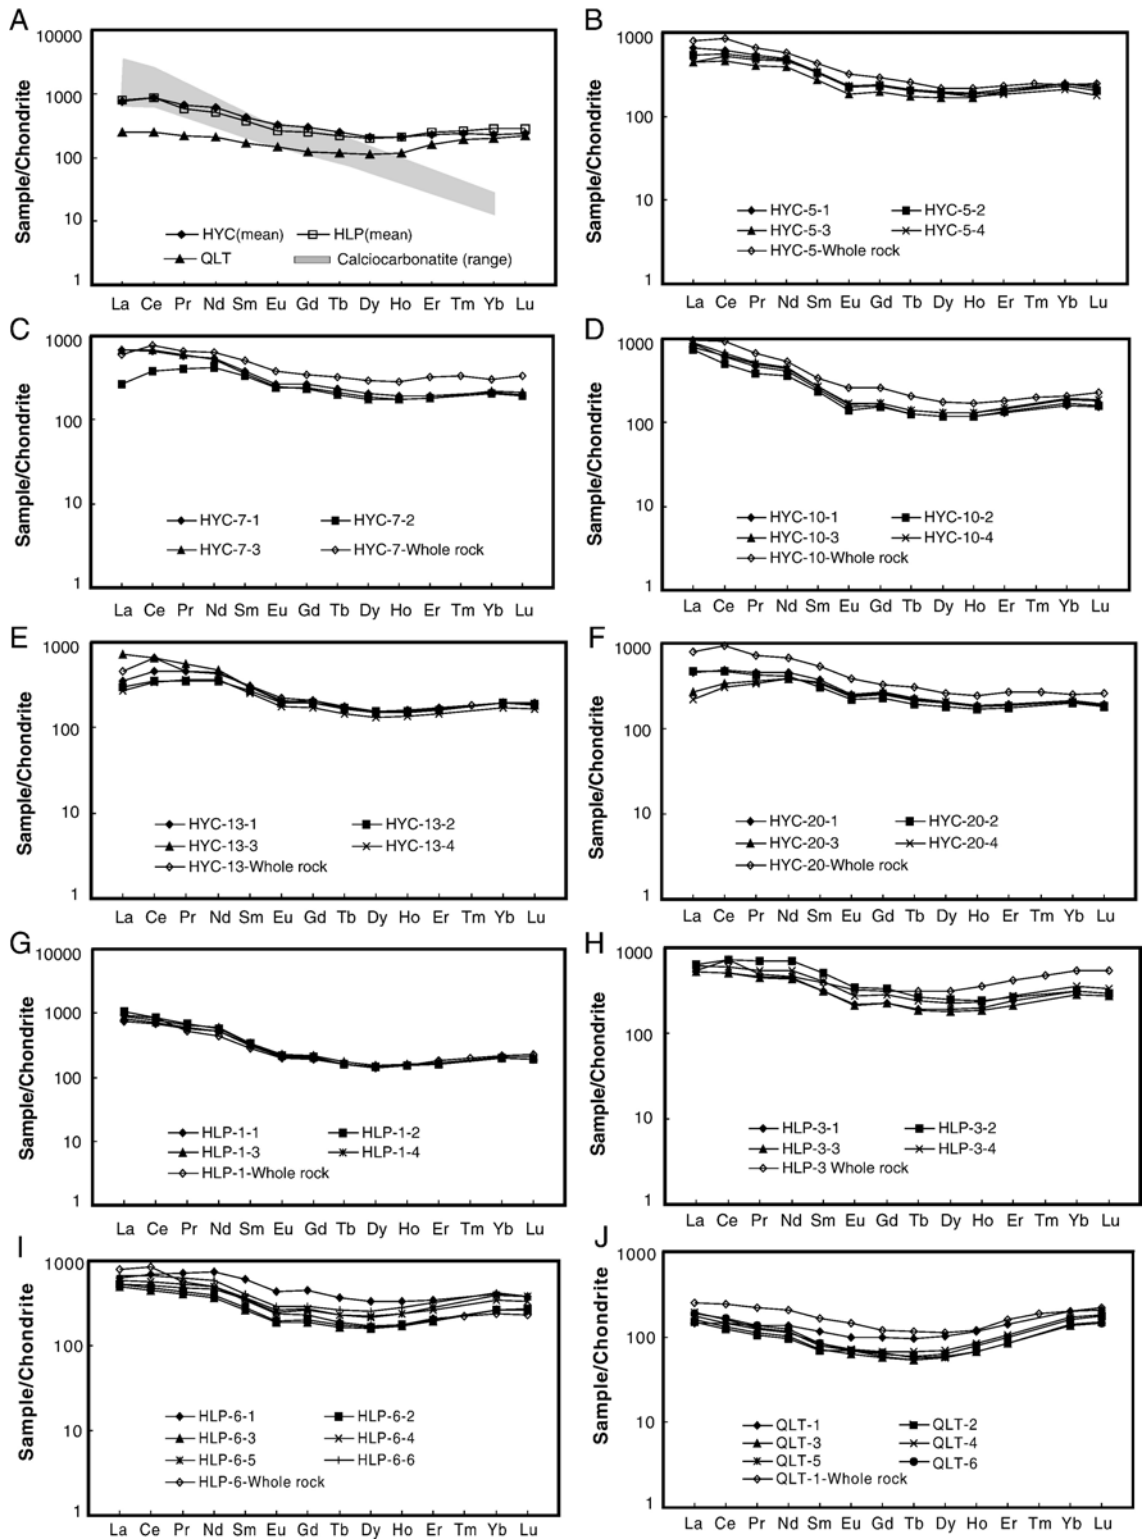 A
Sample/Chondrite
10000
1000
100
10
1
HYC(mean) HLP(mean)
QLT Calciocarbonatite (range)
La Ce Pr Nd Sm Eu Gd Tb Dy Ho Er Tm Yb Lu
B
Sample/Chondrite
1000
100
10
1
HYC-5-1 HYC-5-2
HYC-5-3 HYC-5-4
HYC-5-Whole rock
La Ce Pr Nd Sm Eu Gd Tb Dy Ho Er Tm Yb Lu
C
Sample/Chondrite
1000
100
10
1
HYC-7-1 HYC-7-2
HYC-7-3 HYC-7-Whole rock
La Ce Pr Nd Sm Eu Gd Tb Dy Ho Er Tm Yb Lu
D
Sample/Chondrite
1000
100
10
1
HYC-10-1 HYC-10-2
HYC-10-3 HYC-10-4
HYC-10-Whole rock
La Ce Pr Nd Sm Eu Gd Tb Dy Ho Er Tm Yb Lu
E
Sample/Chondrite
1000
100
10
1
HYC-13-1 HYC-13-2
HYC-13-3 HYC-13-4
HYC-13-Whole rock
La Ce Pr Nd Sm Eu Gd Tb Dy Ho Er Tm Yb Lu
F
Sample/Chondrite
1000
100
10
1
HYC-20-1 HYC-20-2
HYC-20-3 HYC-20-4
HYC-20-Whole rock
La Ce Pr Nd Sm Eu Gd Tb Dy Ho Er Tm Yb Lu
G
Sample/Chondrite
10000
1000
100
10
1
HLP-1-1 HLP-1-2
HLP-1-3 HLP-1-4
HLP-1-Whole rock
La Ce Pr Nd Sm Eu Gd Tb Dy Ho Er Tm Yb Lu
H
Sample/Chondrite
1000
100
10
1
HLP-3-1 HLP-3-2
HLP-3-3 HLP-3-4
HLP-3 Whole rock
La Ce Pr Nd Sm Eu Gd Tb Dy Ho Er Tm Yb Lu
I
Sample/Chondrite
1000
100
10
1
HLP-6-1 HLP-6-2
HLP-6-3 HLP-6-4
HLP-6-5 HLP-6-6
HLP-6-Whole rock
La Ce Pr Nd Sm Eu Gd Tb Dy Ho Er Tm Yb Lu
J
Sample/Chondrite
1000
100
10
1
QLT-1 QLT-2
QLT-3 QLT-4
QLT-5 QLT-6
QLT-1-Whole rock
La Ce Pr Nd Sm Eu Gd Tb Dy Ho Er Tm Yb Lu